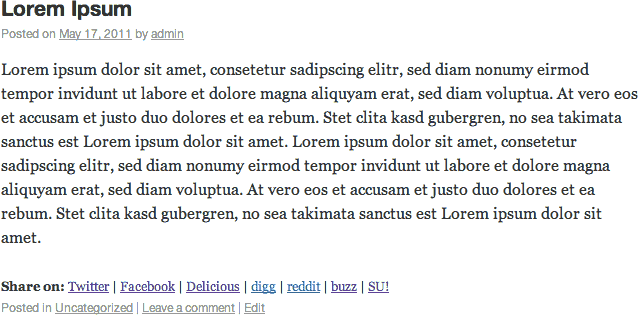 Lorem Ipsum
Posted on May 17, 2011 by admin
Lorem ipsum dolor sit amet, consetetur sadipscing elitr, sed diam nonumy eirmod
tempor invidunt ut labore et dolore magna aliquyam erat, sed diam voluptua. At vero eos
et accusam et justo duo dolores et ea rebum. Stet clita kasd gubergren, no sea takimata
sanctus est Lorem ipsum dolor sit amet. Lorem ipsum dolor sit amet, consetetur
sadipscing elitr, sed diam nonumy eirmod tempor invidunt ut labore et dolore magna
aliquyam erat, sed diam voluptua. At vero eos et accusam et justo duo dolores et ea
rebum. Stet clita kasd gubergren, no sea takimata sanctus est Lorem ipsum dolor sit
amet.
Share on: Twitter | Facebook | Delicious | digg | reddit | buzz | SU!
Posted in Uncategorized | Leave a comment | Edit